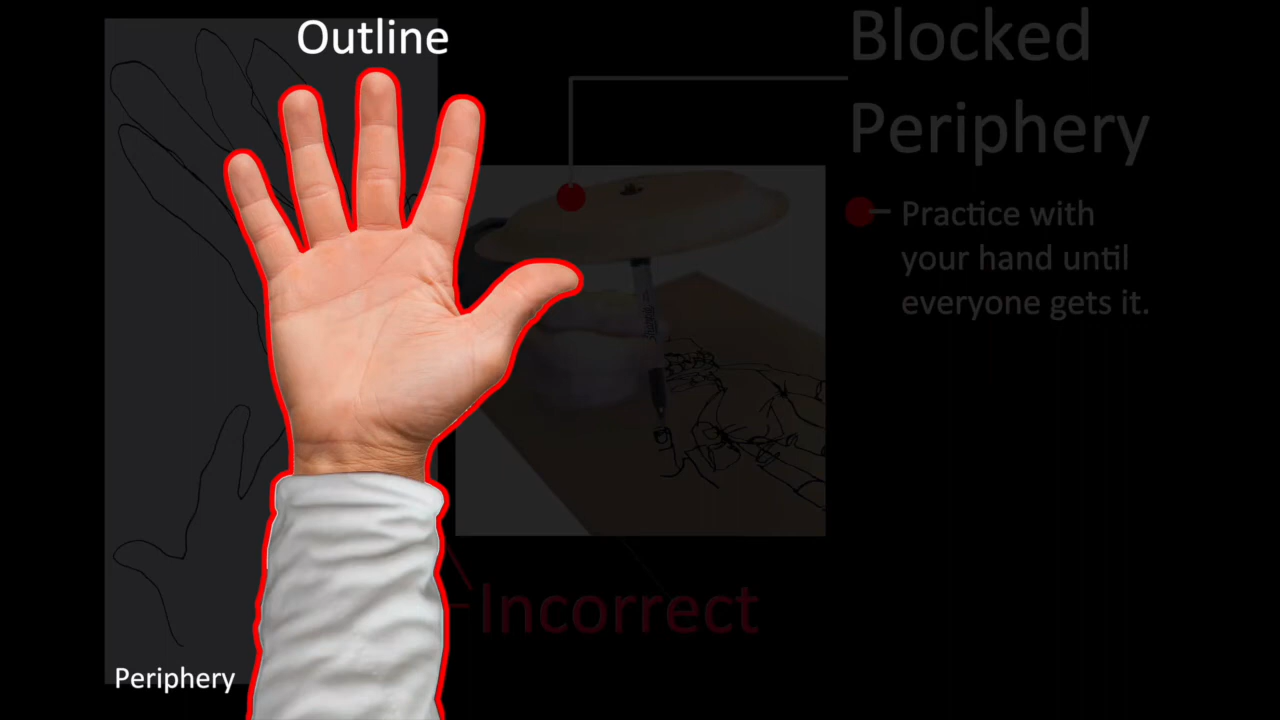 Outline
Blocked
Periphery
Practice with
your hand until
everyone gets it.
Incorrect
Periphery